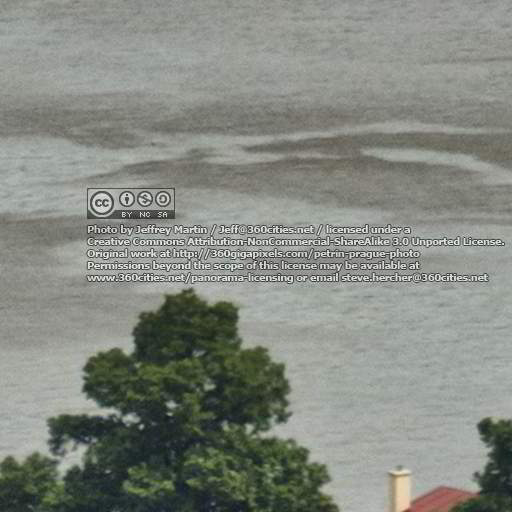 cc BY NC SA
Photo by Jeffrey Martin / Jeff@360cities.net / licensed under a
Creative Commons Attribution-NonCommercial-ShareAlike 3.0 Unported License.
Original work at http://360gigapixels.com/petrin-prague-photo
Permissions beyond the scope of this license may be available at
www.360cities.net/panorama-licensing or email steve.hercher@360cities.net